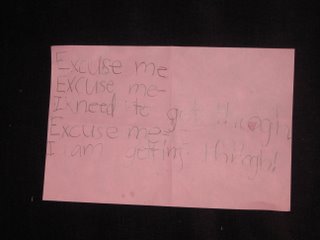 Excuse me
Excuse me-
I need to get through
Excuse me-
I am getting through!